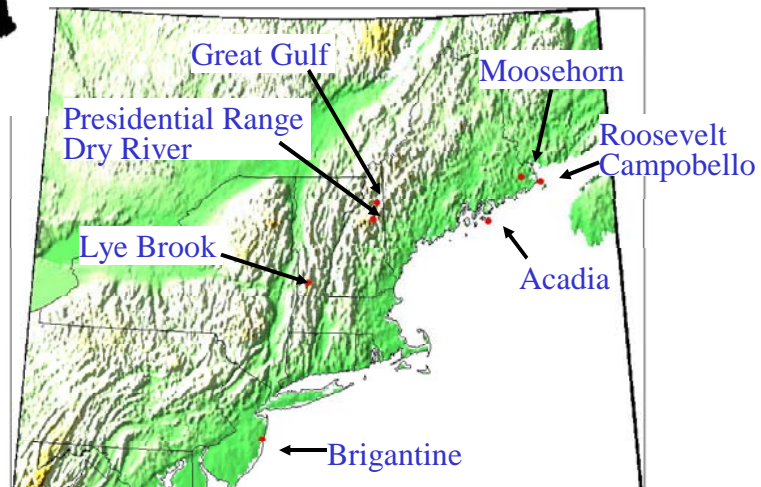 Great Gulf
Moosehorn
Presidential Range
Dry River
Roosevelt
Campobello
Lye Brook
Acadia
Brigantine